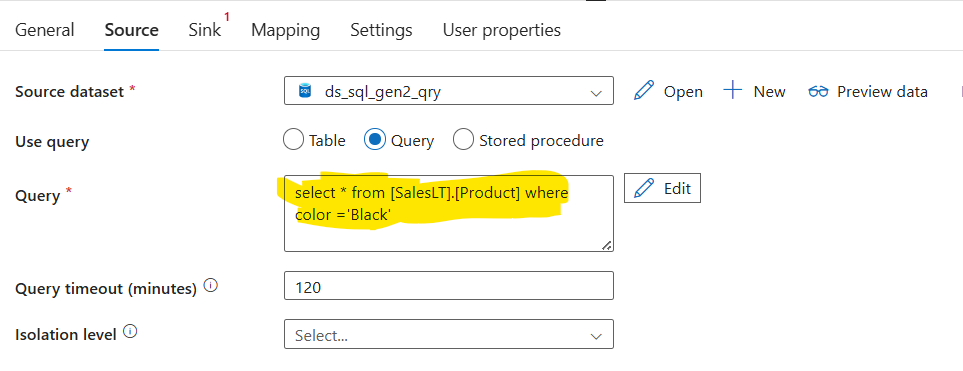 General Source Sink 1 Mapping Settings User properties
Source dataset * SQL ds_sql_gen2_qry Open New Preview data
Use query Table Query Stored procedure
Query * select * from [SalesLT].[Product] where Edit
color ='Black'
Query timeout (minutes) 120
Isolation level Select...